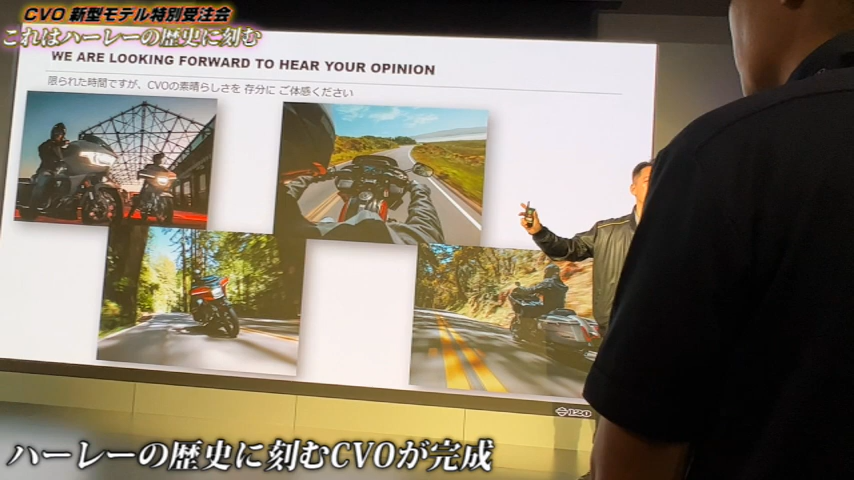 CVO 新型モデル特別受注会
これはハーレーの歴史に刻む
WE ARE LOOKING FORWARD TO HEAR YOUR OPINION
限られた時間ですが、CVOの素晴らしさを 存分に ご体感ください
120
ハーレーの歴史に刻むCVOが完成